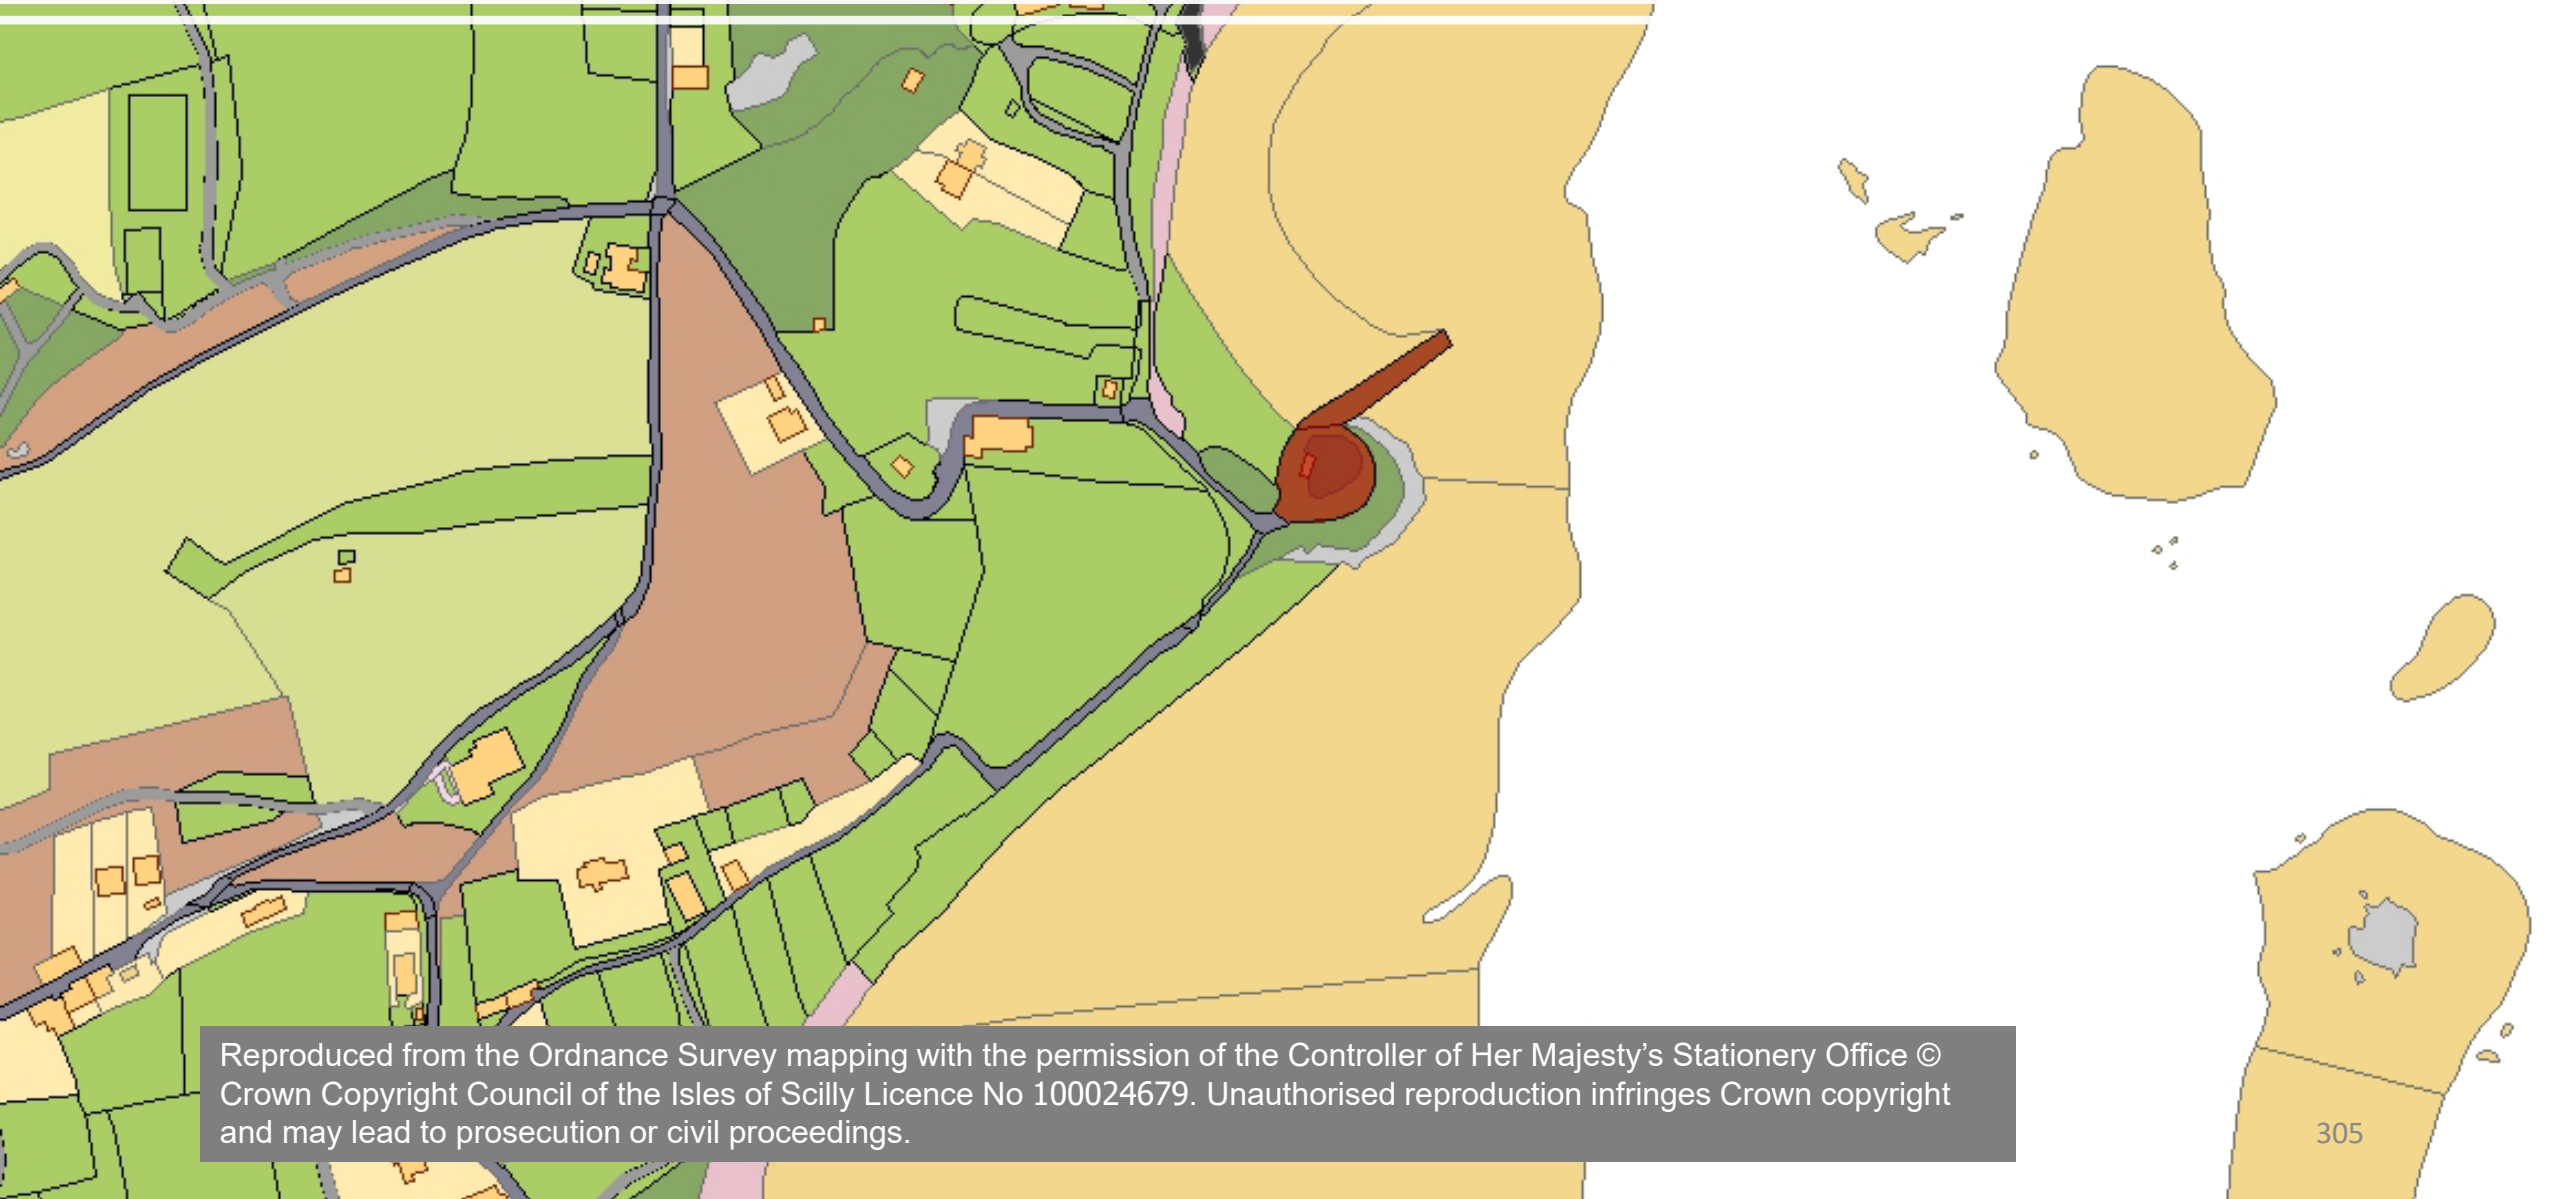 Reproduced from the Ordnance Survey mapping with the permission of the Controller of Her Majesty’s Stationery Office ©
Crown Copyright Council of the Isles of Scilly Licence No 100024679. Unauthorised reproduction infringes Crown copyright
and may lead to prosecution or civil proceedings.
305